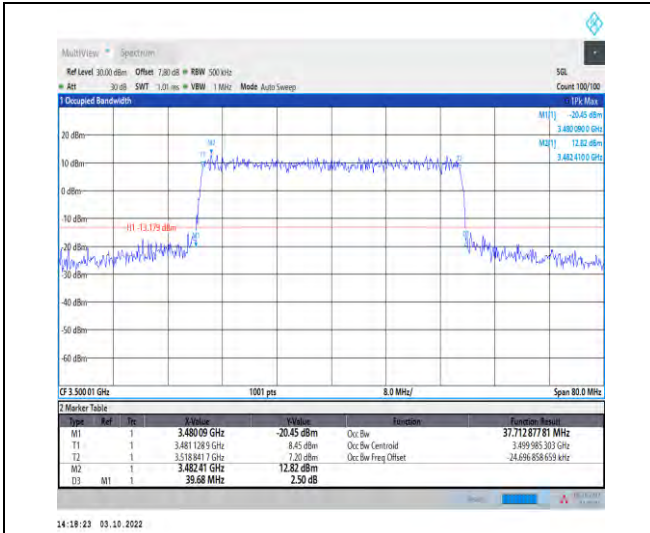 MultiView Spectrum
Ref Level 30.00 dBm Offset 7.80 dB RBW 500 kHz SGL
Att 30 dB SWT 1.01 ms VBW 1 MHz Mode Auto Sweep Count 100/100
1 Occupied Bandwidth 1Pk Max
M1[1] -20.45 dBm
3.480 090 0 GHz
M2[1] 12.82 dBm
3.482 410 0 GHz
20 dBm
10 dBm
0 dBm
-10 dBm
H1 -13.179 dBm
-20 dBm
-30 dBm
-40 dBm
-50 dBm
-60 dBm
M2
T1
T2
M1
CF 3.500 01 GHz 1001 pts 8.0 MHz/ Span 80.0 MHz
2 Marker Table
Type Ref Trc X-Value Y-Value Function Function Result
M1 1 3.480 09 GHz -20.45 dBm Occ Bw 37.712 877 81 MHz
T1 1 3.481 128 9 GHz 8.45 dBm Occ Bw Centroid 3.499 985 303 GHz
T2 1 3.518 841 7 GHz 7.20 dBm Occ Bw Freq Offset -24.696 858 659 kHz
M2 1 3.482 41 GHz 12.82 dBm
D3 M1 1 39.68 MHz 2.50 dB
14:18:23 03.10.2022